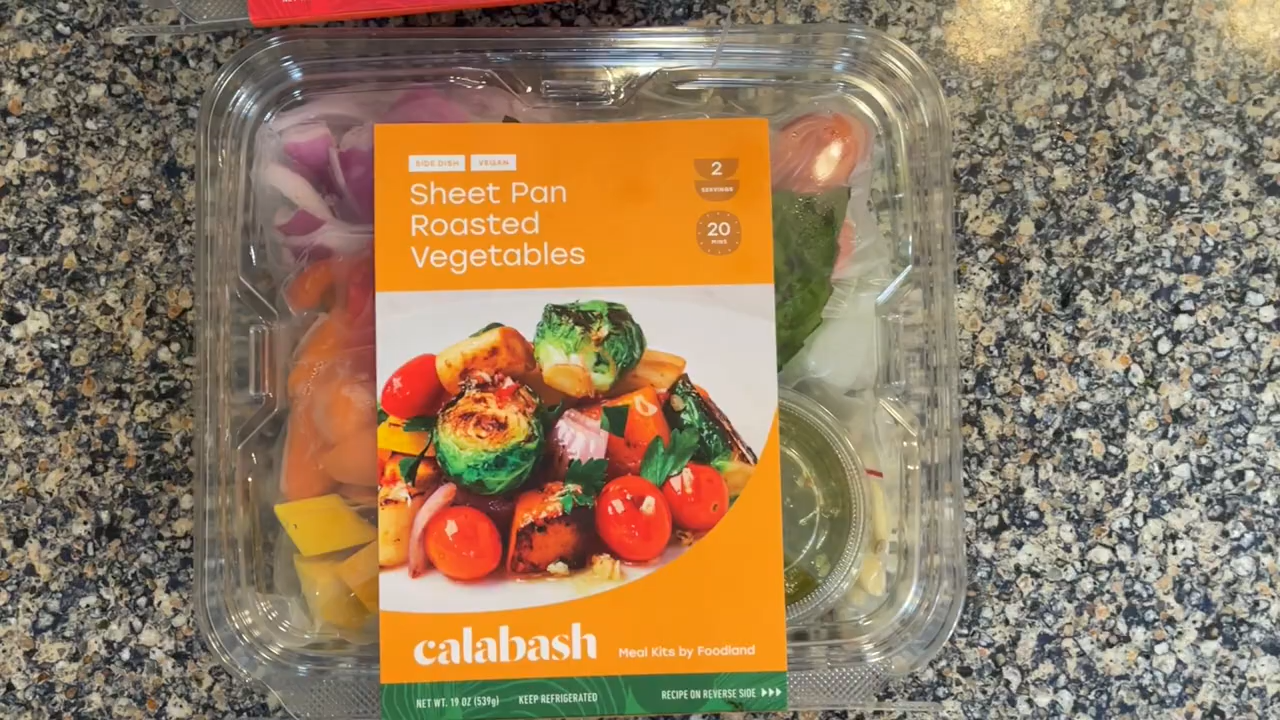 SIDE DISH VEGAN
Sheet Pan
Roasted
Vegetables
2
SERVINGS
20
MINS
calabash
Meal Kits by Foodland
NET WT. 19 OZ (539g) KEEP REFRIGERATED RECIPE ON REVERSE SIDE